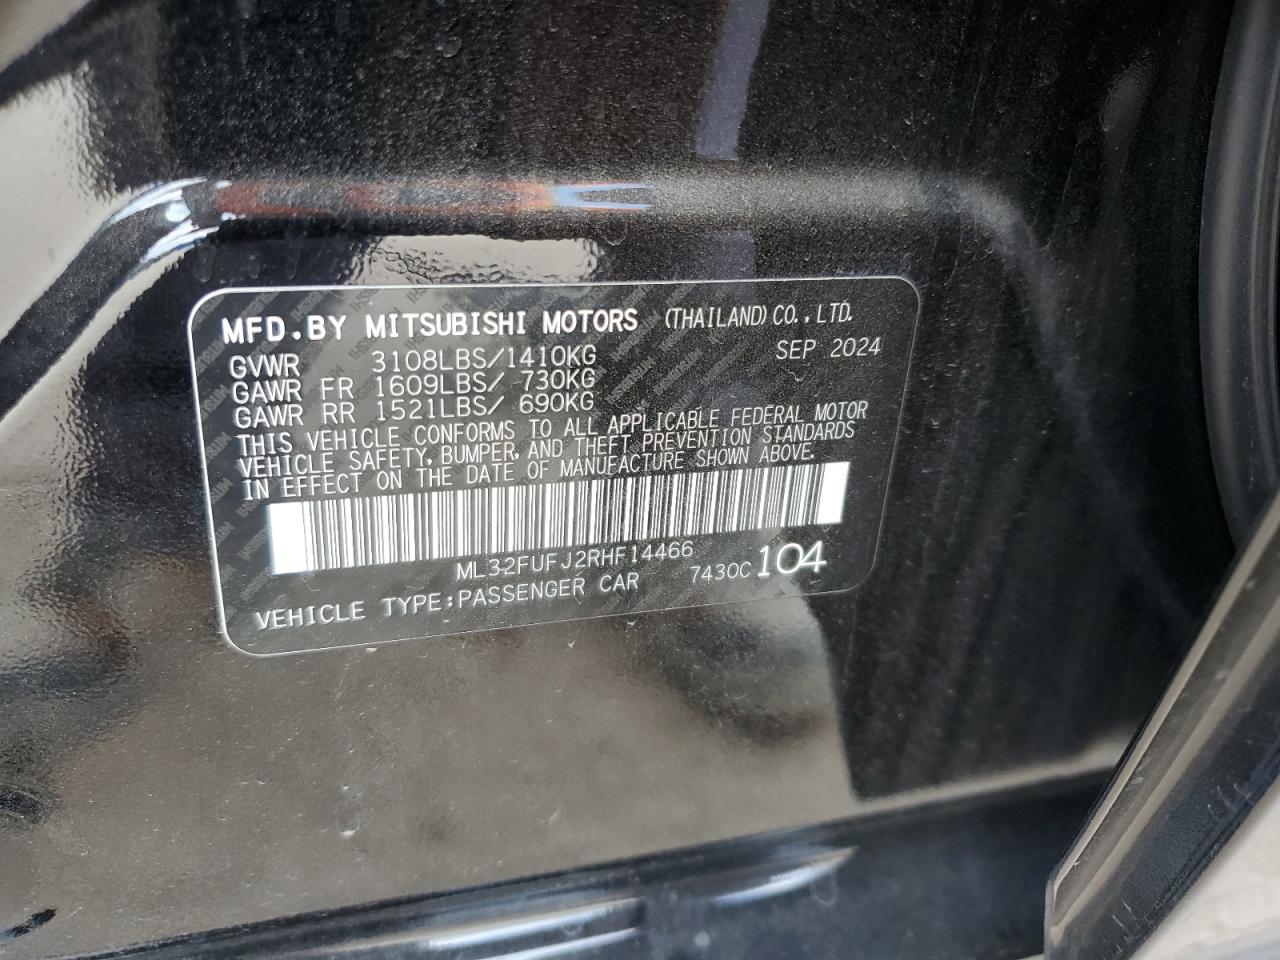 MFD.BY MITSUBISHI MOTORS (THAILAND)CO.,LTD.
GVWR 3108LBS/1410KG SEP 2024
GAWR FR 1609LBS/ 730KG
GAWR RR 1521LBS/ 690KG
THIS VEHICLE CONFORMS TO ALL APPLICABLE FEDERAL MOTOR
VEHICLE SAFETY, BUMPER, AND THEFT PREVENTION STANDARDS
IN EFFECT ON THE DATE OF MANUFACTURE SHOWN ABOVE.
ML32FUFJ2RHF14466
VEHICLE TYPE:PASSENGER CAR 7430C 104